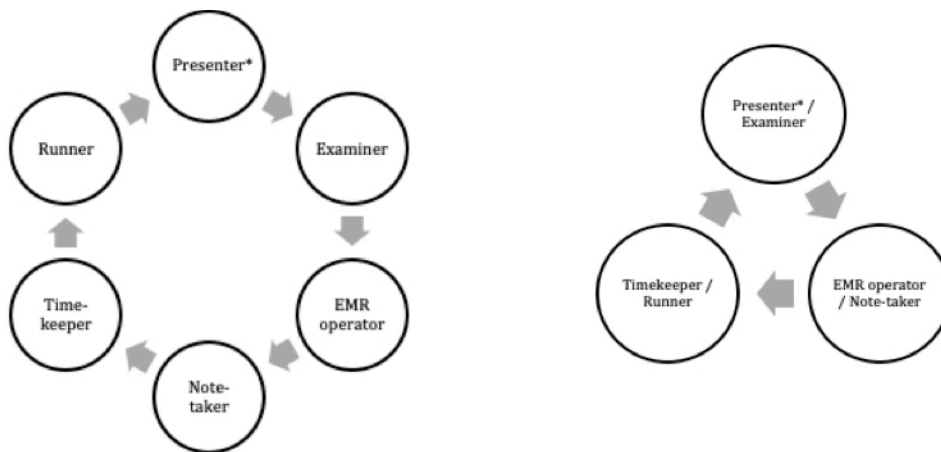 Presenter*
Examiner
EMR
operator
Note-
taker
Time-
keeper
Runner
Presenter* /
Examiner
EMR operator
/ Note-taker
Timekeeper /
Runner